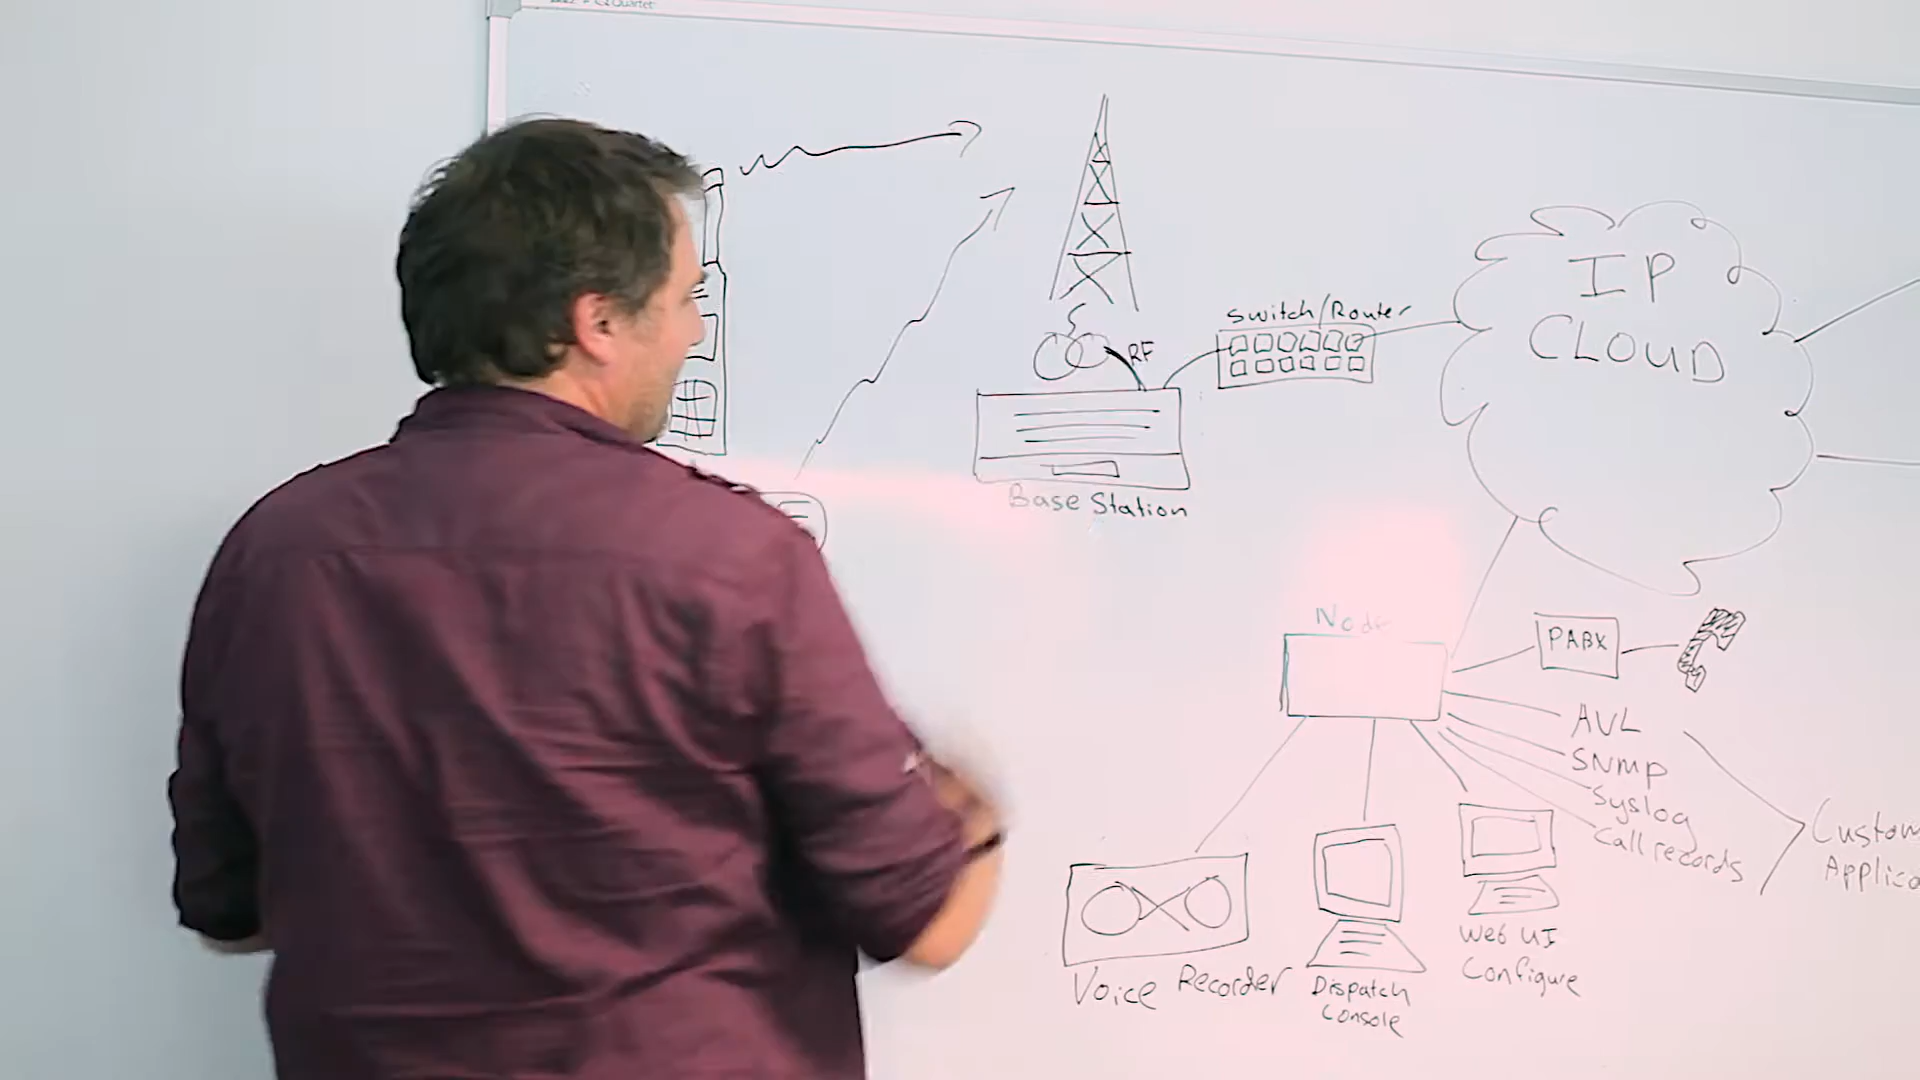 Switch/Router
IP
CLOUD
RF
Base Station
Node
PABX
AVL
SNMP
Syslog
Call records
Voice Recorder
Dispatch
Console
Web UI
Configure